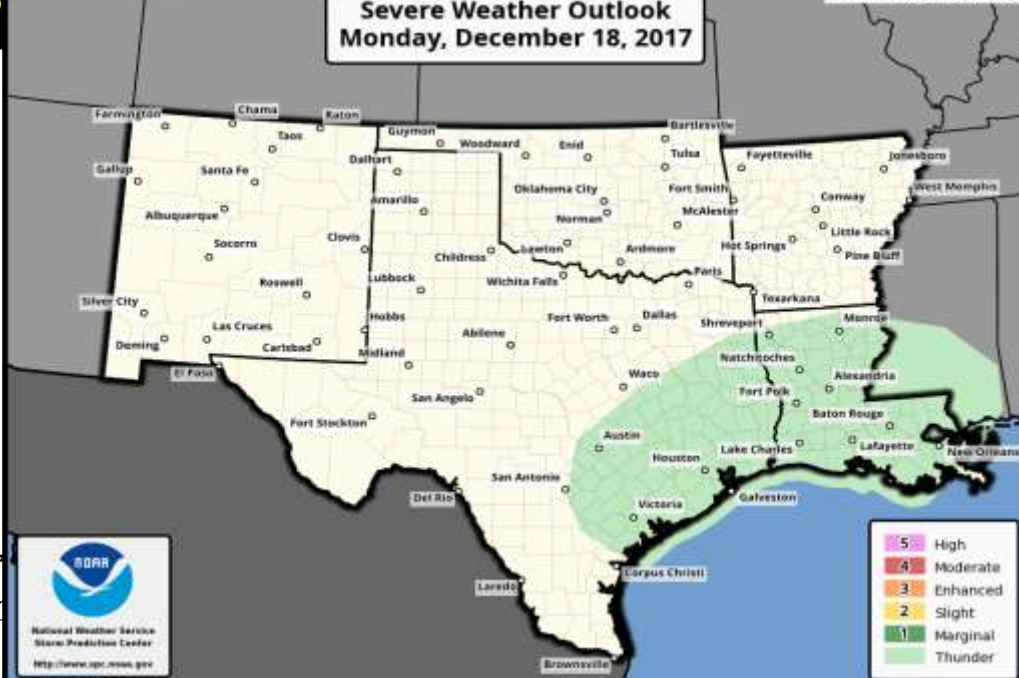 Severe Weather Outlook
Monday, December 18, 2017
Farmington
Chama
Raton
Taos
Guymon
Woodward
Enid
Bartlesville
Tulsa
Fayetteville
Jonesboro
Gallup
Santa Fe
Dalhart
Oklahoma City
Fort Smith
Conway
West Memphis
Albuquerque
Amarillo
Norman
McAlester
Little Rock
Socorro
Clovis
Childress
Lawton
Ardmore
Hot Springs
Pine Bluff
Roswell
Lubbock
Wichita Falls
Paris
Texarkana
Silver City
Las Cruces
Hobbs
Abilene
Fort Worth
Dallas
Shreveport
Monroe
Deming
Carlsbad
Midland
Natchitoches
El Paso
San Angelo
Waco
Fort Polk
Alexandria
Fort Stockton
Austin
Baton Rouge
Houston
Lake Charles
Lafayette
New Orleans
Del Rio
San Antonio
Victoria
Galveston
Laredo
Corpus Christi
Brownsville
NOAA
National Weather Service
Storm Prediction Center
http://www.spc.noaa.gov
5 High
4 Moderate
3 Enhanced
2 Slight
1 Marginal
Thunder